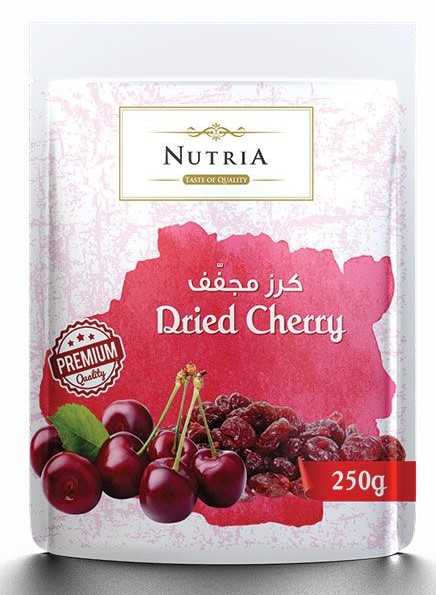 NUTRIA
TASTE OF QUALITY
كرز مجفّف
Dried Cherry
PREMIUM
Quality
250g